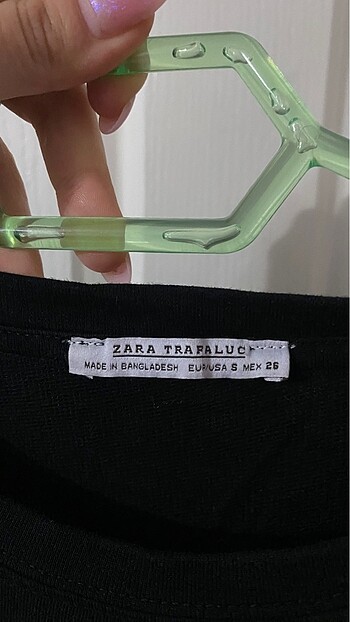 ZARA TRAFALUC
MADE IN BANGLADESH EUR/USA S MEX 26